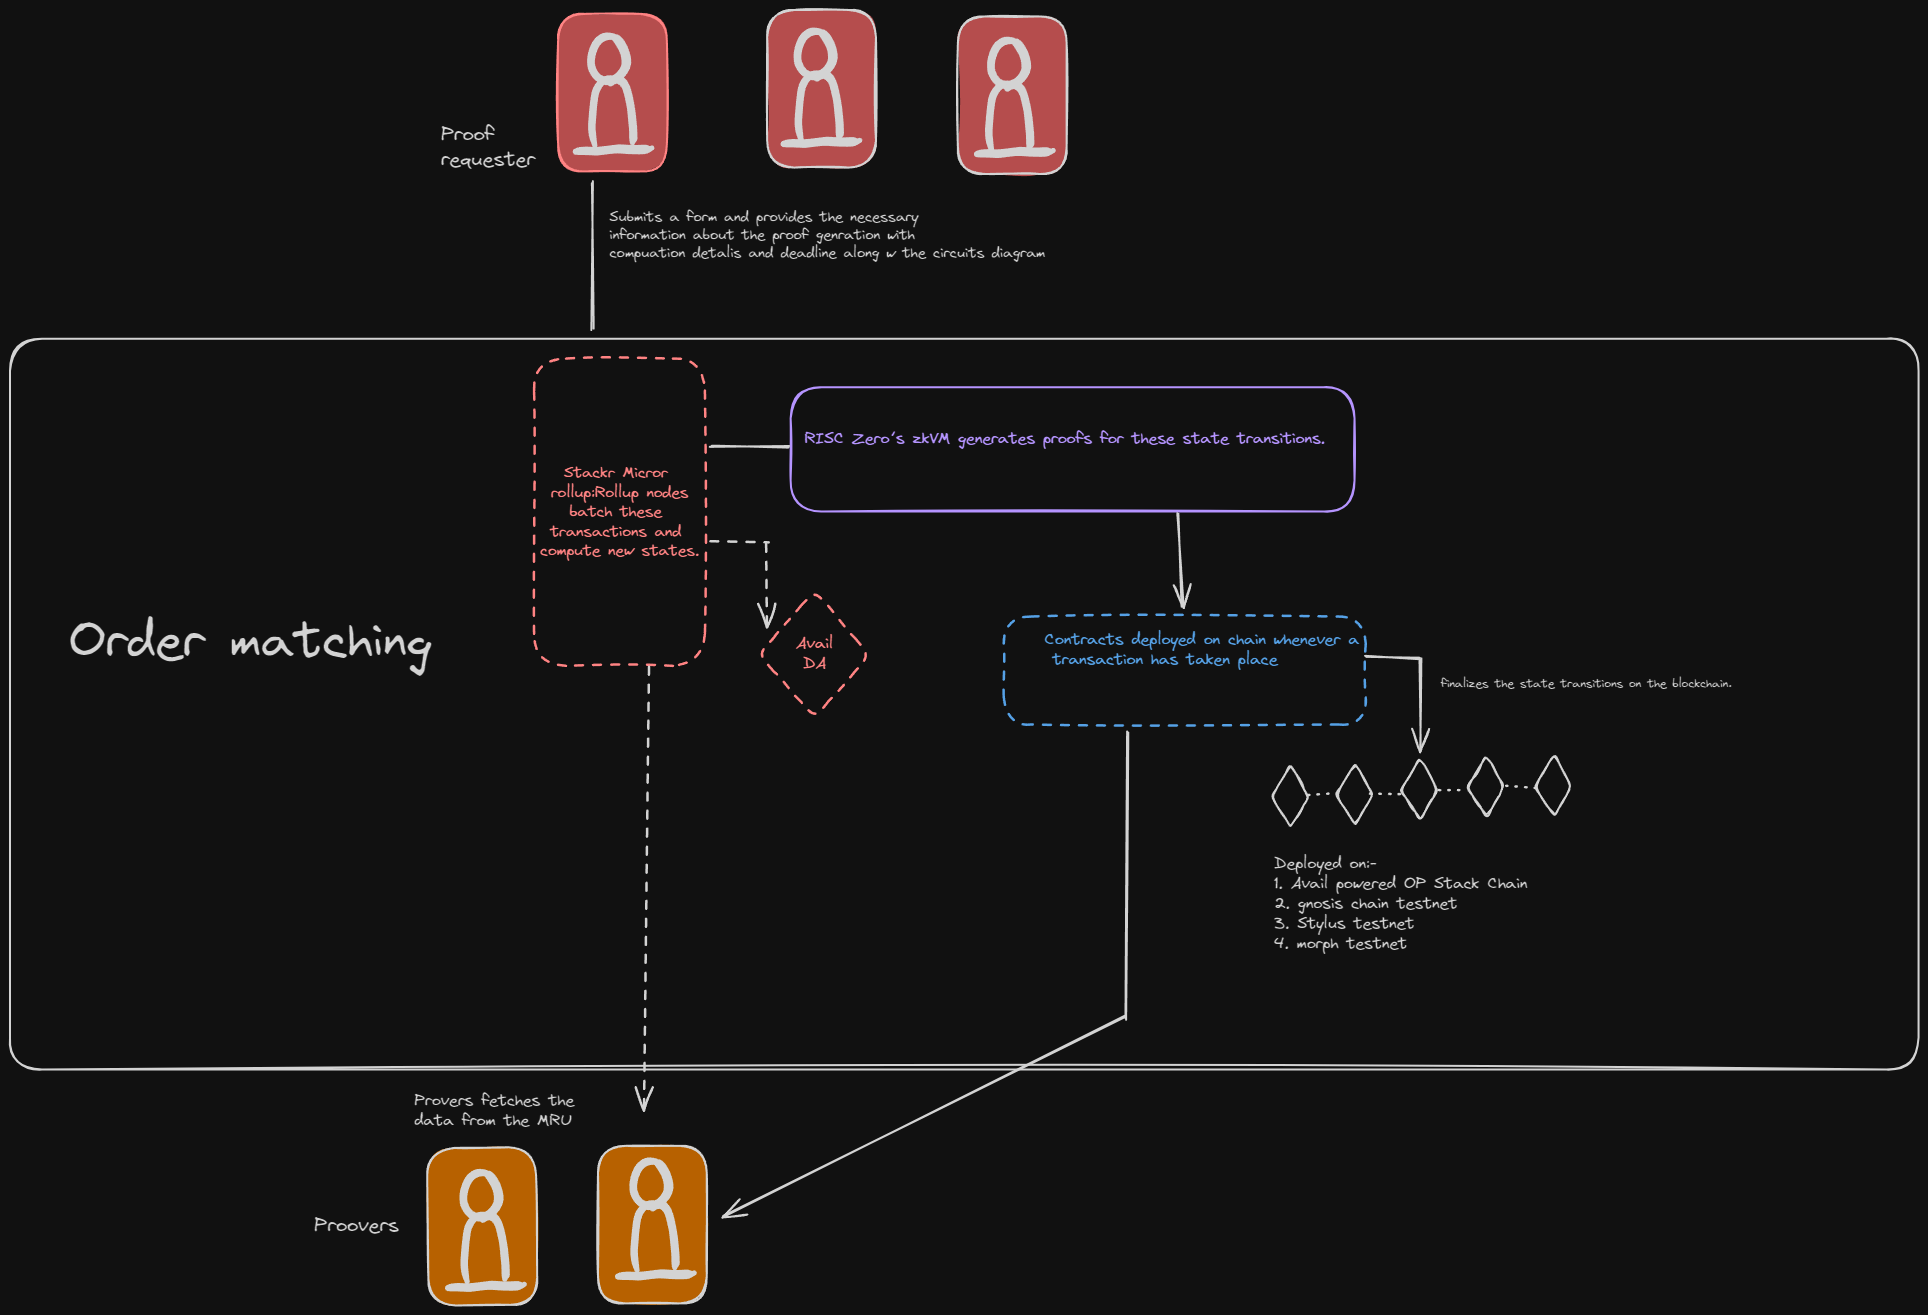 Proof
requester
Submits a form and provides the necessary
information about the proof genration with
compuation detalis and deadline along w the circuits diagram
RISC Zero's zkVM generates proofs for these state transitions.
Stackr Micror
rollup:Rollup nodes
batch these
transactions and
compute new states.
Order matching
Avail
DA
Contracts deployed on chain whenever a
transaction has taken place
finalizes the state transitions on the blockchain.
Deployed on:-
1. Avail powered OP Stack Chain
2. gnosis chain testnet
3. Stylus testnet
4. morph testnet
Provers fetches the
data from the MRU
Proovers